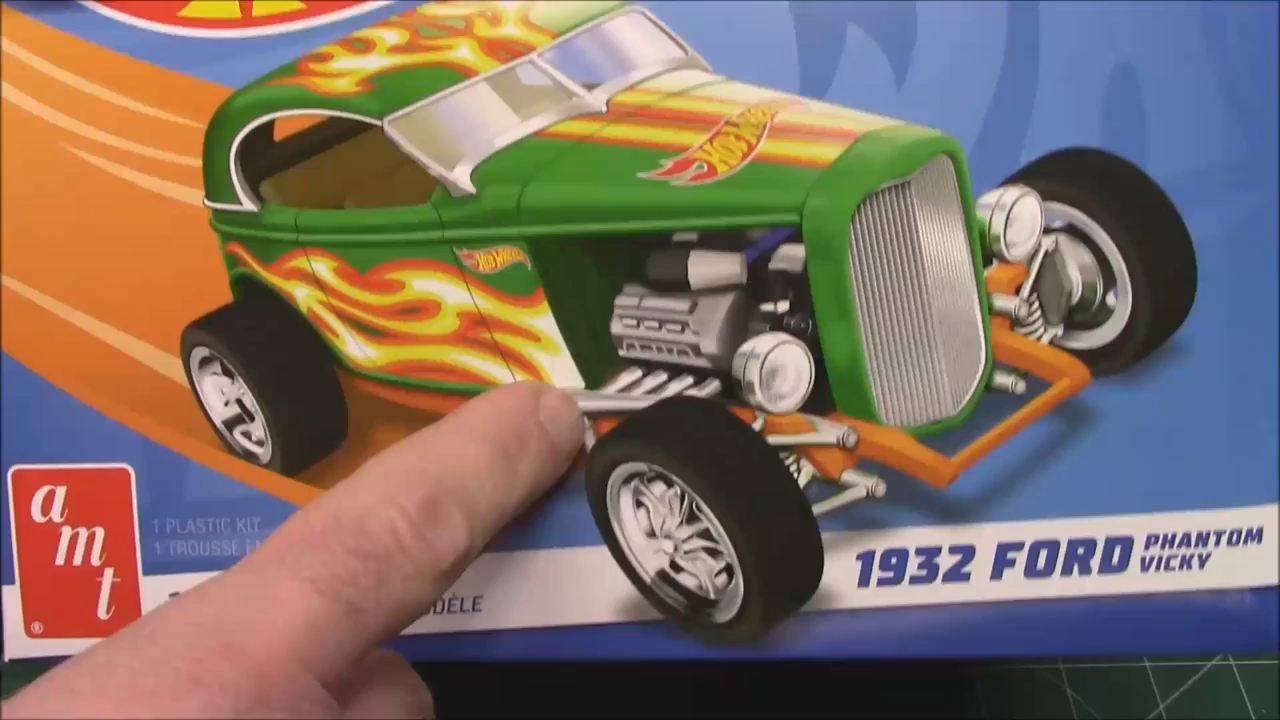 HOT WHEELS
HOT WHEELS
amt
®
1 PLASTIC KIT
1 TROUSSE
1932 FORD PHANTOM
VICKY